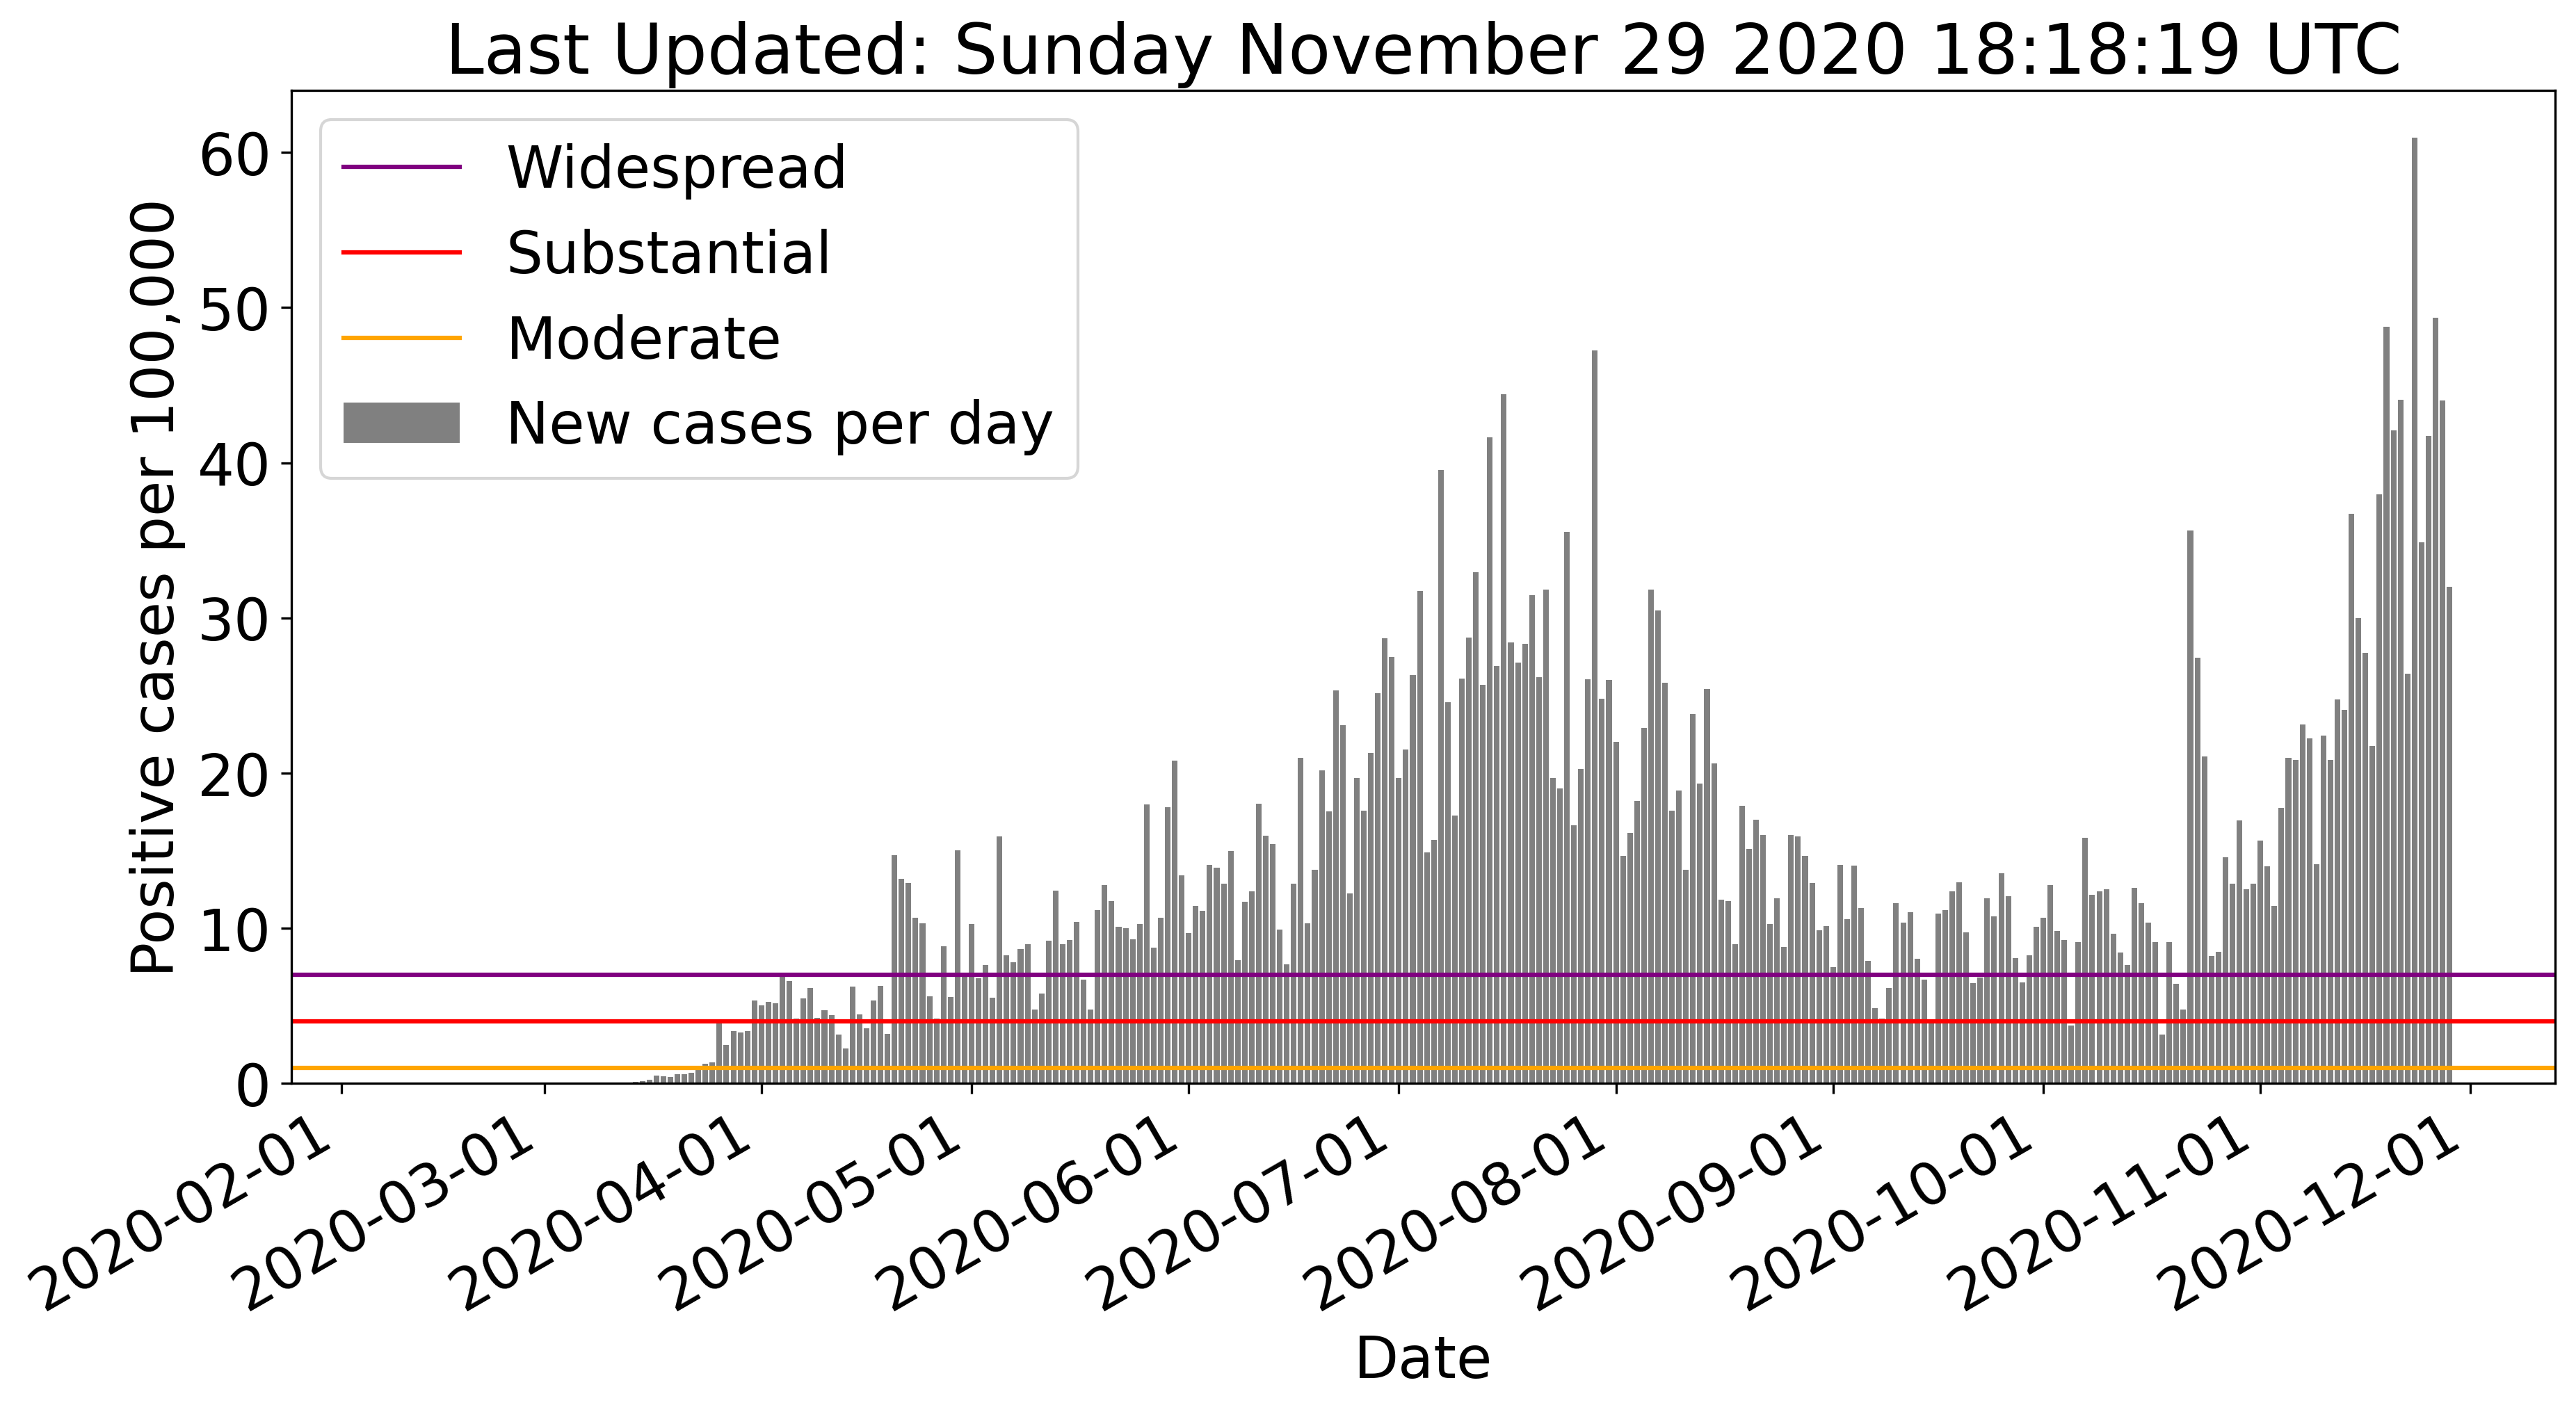 Last Updated: Sunday November 29 2020 18:18:19 UTC
Widespread
Substantial
Moderate
New cases per day
Positive cases per 100,000
60
50
40
30
20
10
0
2020-02-01
2020-03-01
2020-04-01
2020-05-01
2020-06-01
2020-07-01
2020-08-01
2020-09-01
2020-10-01
2020-11-01
2020-12-01
Date